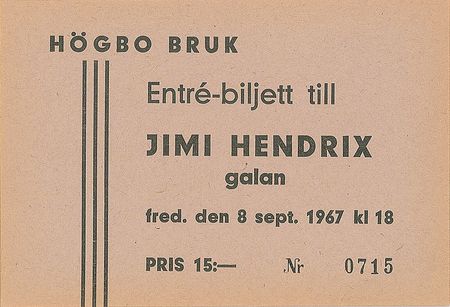 HÖGBO BRUK
Entré-biljett till
JIMI HENDRIX
galan
fred. den 8 sept. 1967 kl 18
PRIS 15:— Nr 0715